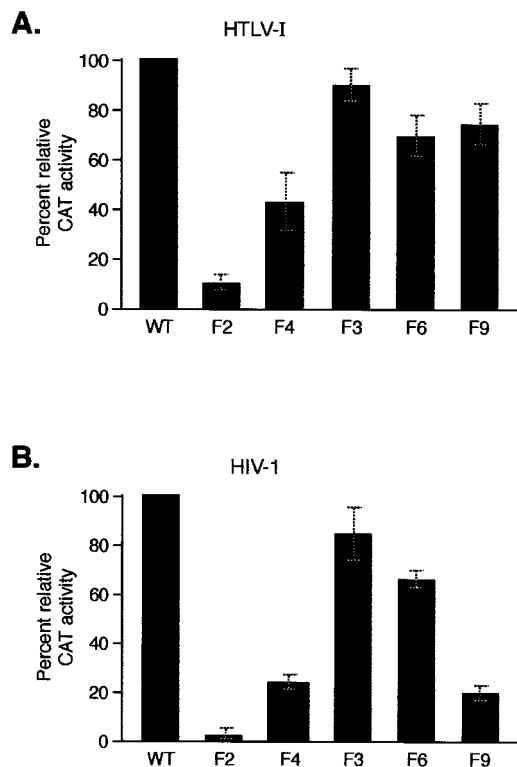 A.
HTLV-I
Percent relative
CAT activity
100
80
60
40
20
0
WT F2 F4 F3 F6 F9
B.
HIV-1
Percent relative
CAT activity
100
80
60
40
20
0
WT F2 F4 F3 F6 F9